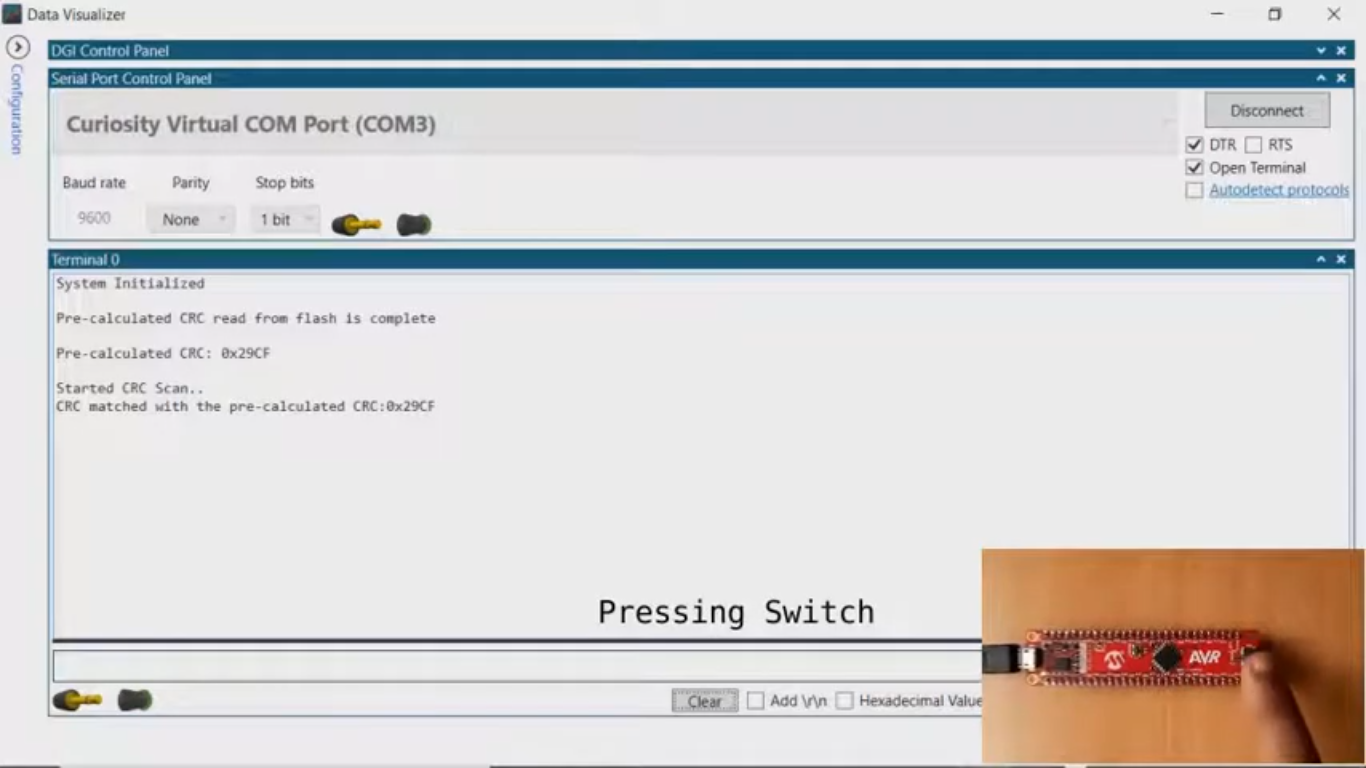 Data Visualizer
Configuration
DGI Control Panel
Serial Port Control Panel
Curiosity Virtual COM Port (COM3)
Disconnect
DTR RTS
Open Terminal
Autodetect protocols
Baud rate Parity Stop bits
9600 None 1 bit
Terminal 0
System Initialized
Pre-calculated CRC read from flash is complete
Pre-calculated CRC: 0x29CF
Started CRC Scan..
CRC matched with the pre-calculated CRC:0x29CF
Pressing Switch
AVR
Clear Add \r\n Hexadecimal Value